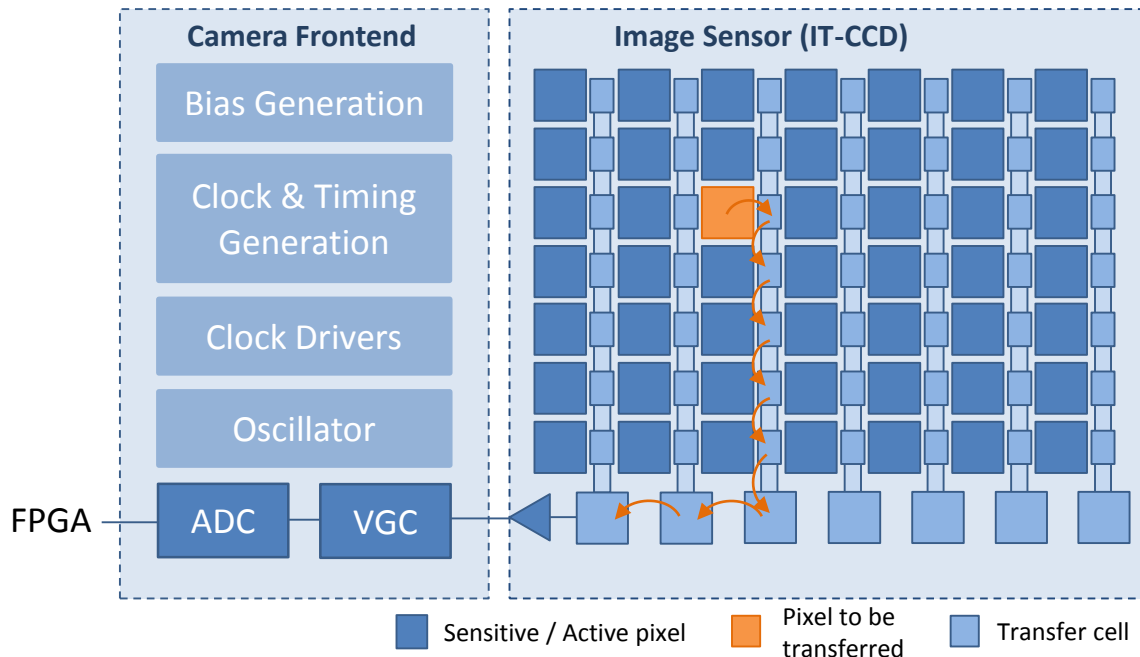 Camera Frontend
Bias Generation
Clock & Timing
Generation
Clock Drivers
Oscillator
FPGA
ADC
VGC
Image Sensor (IT-CCD)
Sensitive / Active pixel
Pixel to be
transferred
Transfer cell